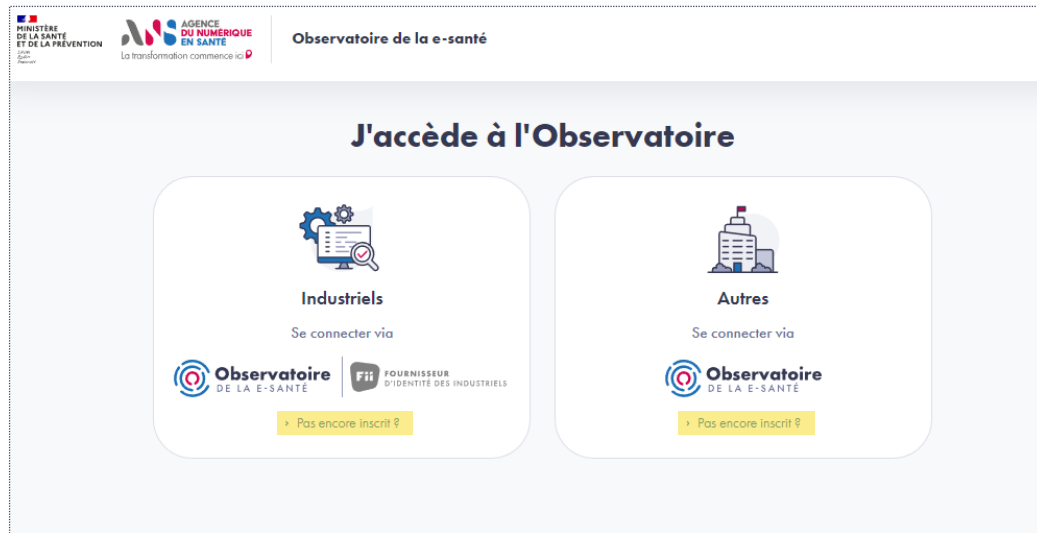 MINISTÈRE
DE LA SANTÉ
ET DE LA PRÉVENTION
AGENCE
DU NUMÉRIQUE
EN SANTÉ
La transformation commence ici
Observatoire de la e-santé
J'accède à l'Observatoire
Industriels
Se connecter via
Observatoire
DE LA E-SANTÉ
Fii
FOURNISSEUR
D'IDENTITÉ DES INDUSTRIELS
› Pas encore inscrit ?
Autres
Se connecter via
Observatoire
DE LA E-SANTÉ
› Pas encore inscrit ?